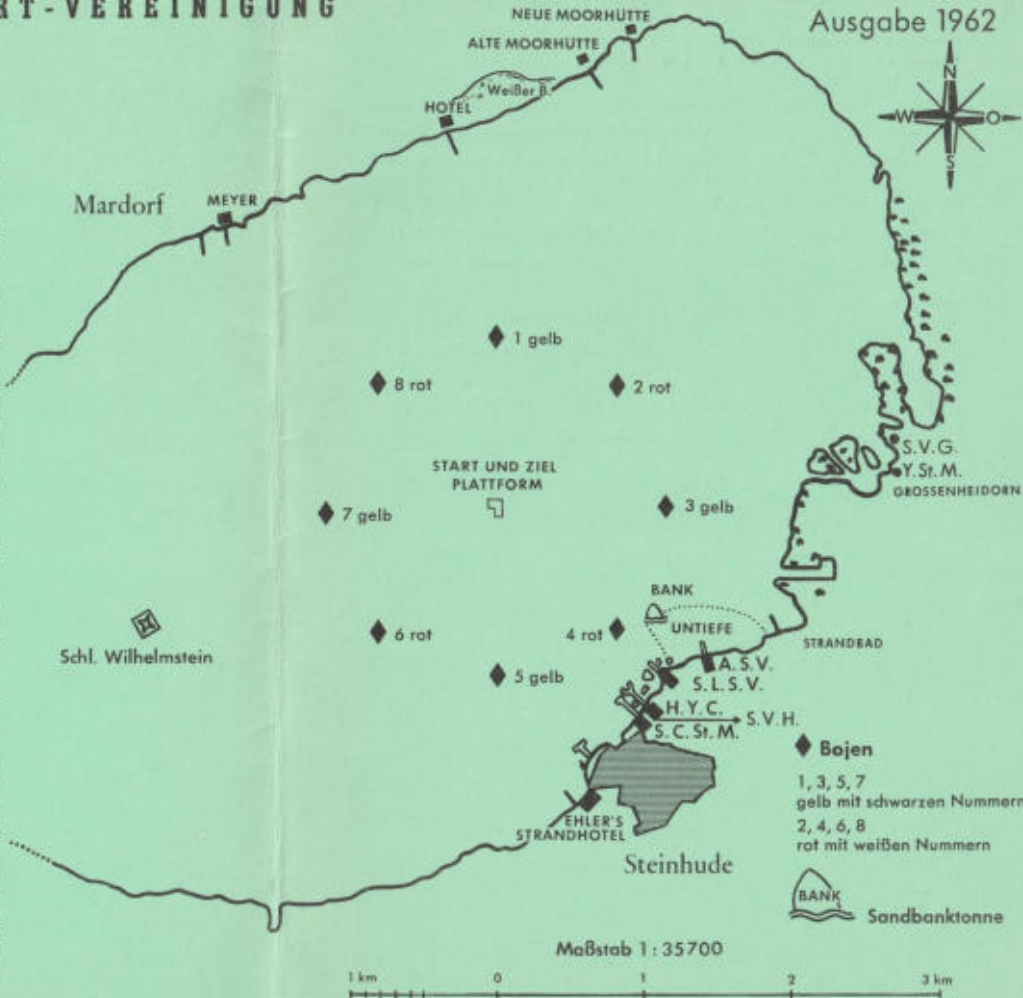 RT-VEREINIGUNG
Ausgabe 1962
NEUE MOORHÜTTE
ALTE MOORHÜTTE
Weißer B.
HOTEL
N
W
O
S
Mardorf
MEYER
1 gelb
8 rot
2 rot
START UND ZIEL
PLATTFORM
7 gelb
3 gelb
S.V.G.
Y.St.M.
GROSSENHEIDORN
BANK
UNTIEFE
6 rot
4 rot
STRANDBAD
Schl. Wilhelmstein
5 gelb
A.S.V.
S.L.S.V.
H.Y.C.
S.V.H.
S.C.St.M.
EHLER'S
STRANDHOTEL
Steinhude
Bojen
1, 3, 5, 7
gelb mit schwarzen Nummern
2, 4, 6, 8
rot mit weißen Nummern
BANK
Sandbanktonne
Maßstab 1:35700
1 km 0 1 2 3 km